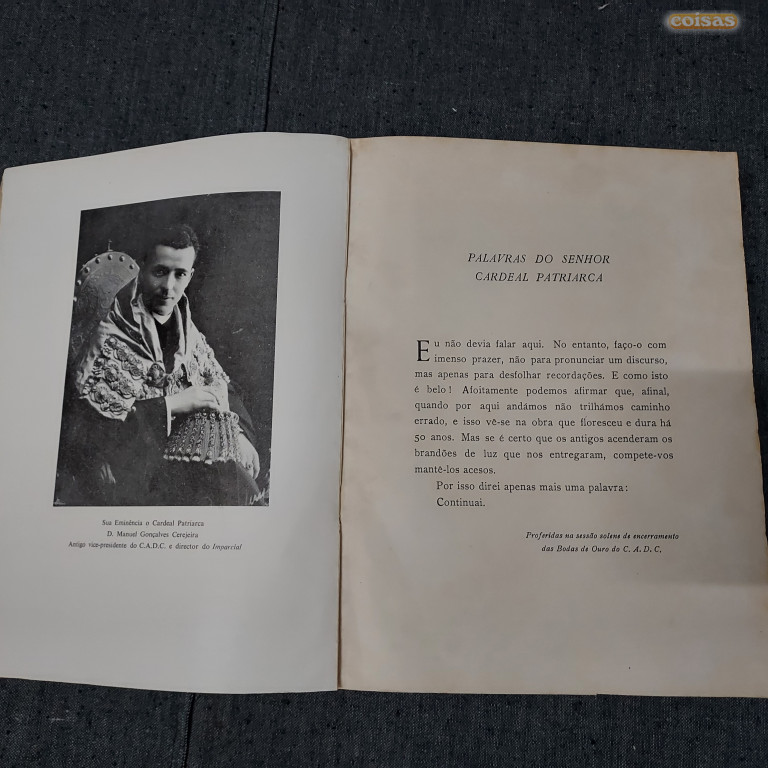 coisas
Sua Eminência o Cardeal Patriarca
D. Manuel Gonçalves Cerejeira
Antigo vice-presidente do C.A.D.C. e director do Imparcial
PALAVRAS DO SENHOR
CARDEAL PATRIARCA
Eu não devia falar aqui. No entanto, faço-o com
imenso prazer, não para pronunciar um discurso,
mas apenas para desfolhar recordações. E como isto
é belo! Afoitamente podemos afirmar que, afinal,
quando por aqui andámos não trilhámos caminho
errado, e isso vê-se na obra que floresceu e dura há
50 anos. Mas se é certo que os antigos acenderam os
brandões de luz que nos entregaram, compete-vos
mantê-los acesos.
Por isso direi apenas mais uma palavra:
Continuai.
Proferidas na sessão solene de encerramento
das Bodas de Ouro do C. A. D. C.